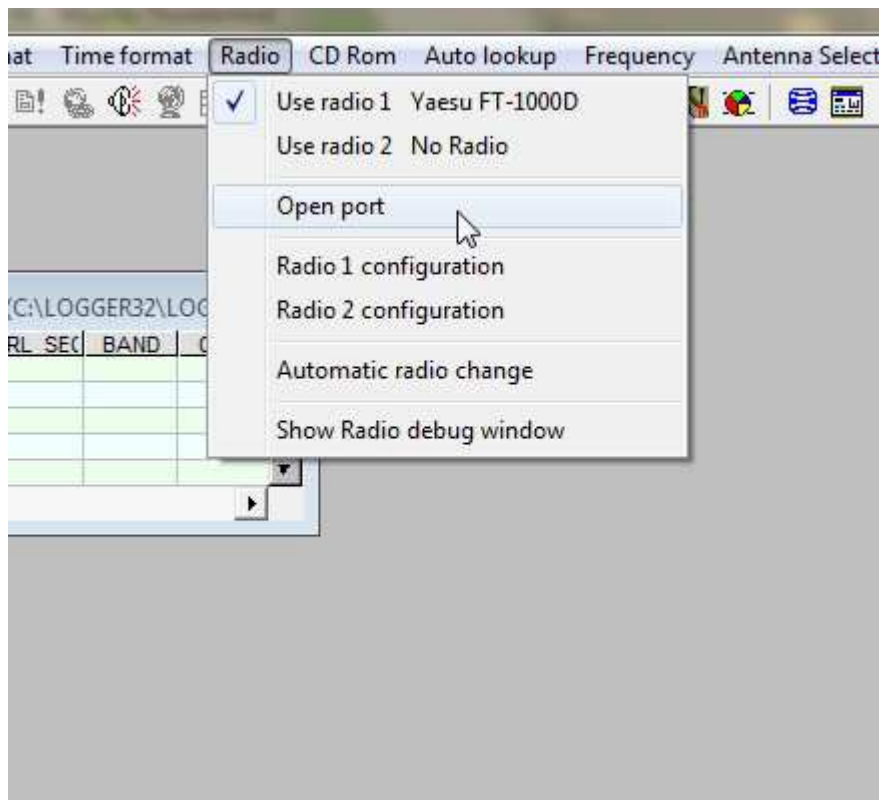 at Time format Radio CD Rom Auto lookup Frequency Antenna Select
Use radio 1 Yaesu FT-1000D
Use radio 2 No Radio
Open port
Radio 1 configuration
Radio 2 configuration
Automatic radio change
Show Radio debug window
(C:\LOGGER32\LOG
RL_SEC BAND